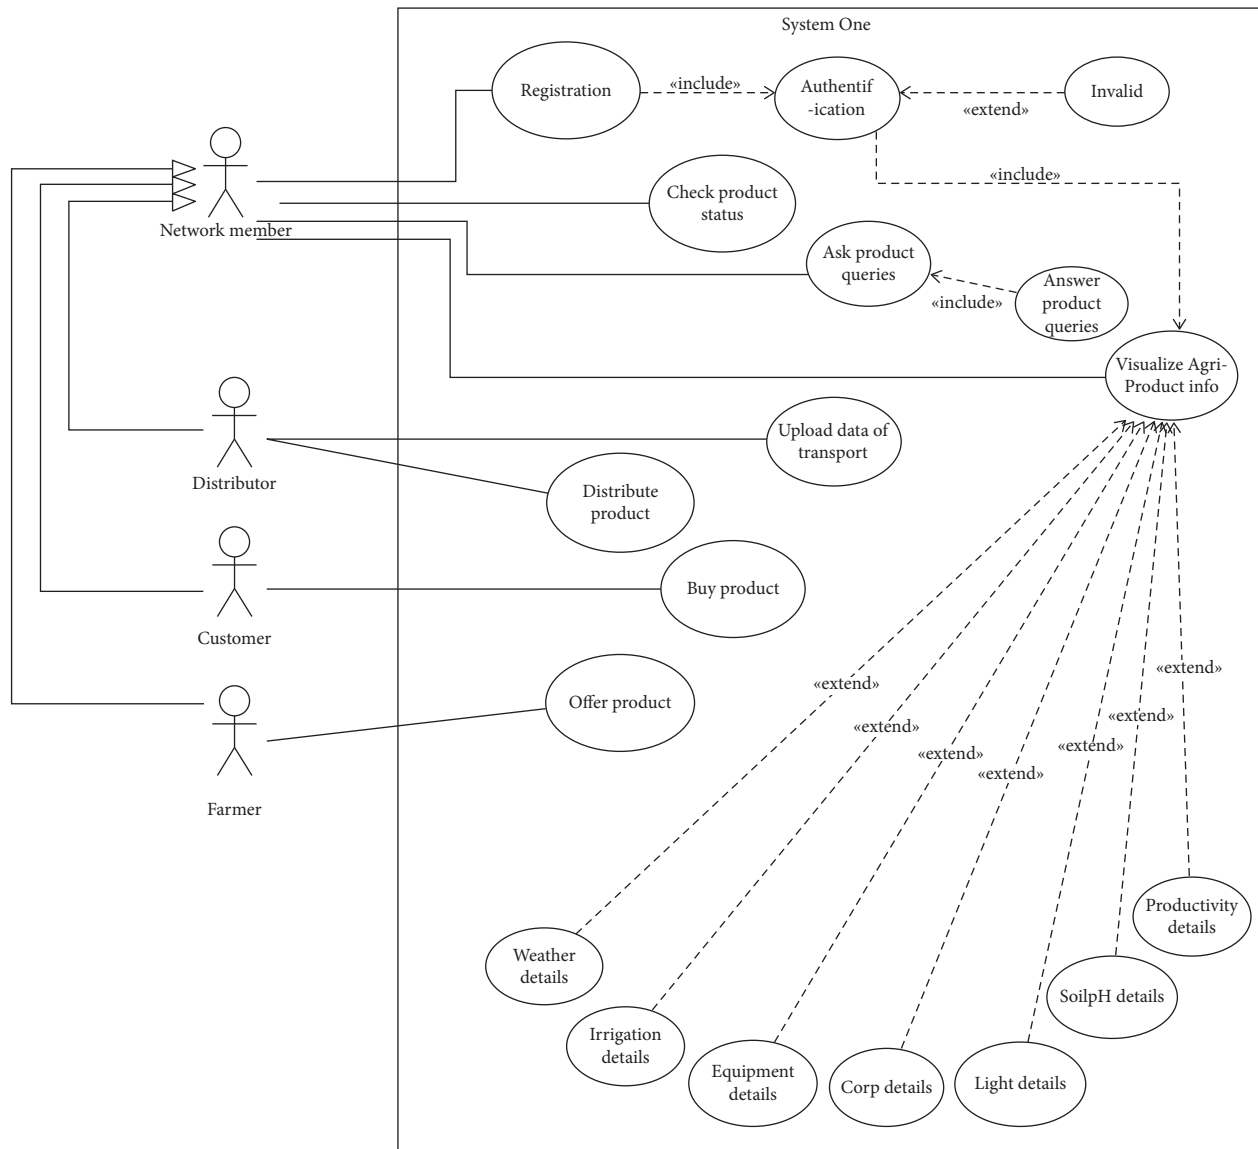 System One
Registration
«include»
Authentif
-ication
«extend»
Invalid
«include»
Network member
Check product
status
Ask product
queries
«include»
Answer
product
queries
Visualize Agri-
Product info
Distributor
Upload data of
transport
Distribute
product
Customer
Buy product
Farmer
Offer product
«extend»
«extend»
«extend»
«extend»
«extend»
«extend»
«extend»
Weather
details
Irrigation
details
Equipment
details
Corp details
Light details
SoilpH details
Productivity
details